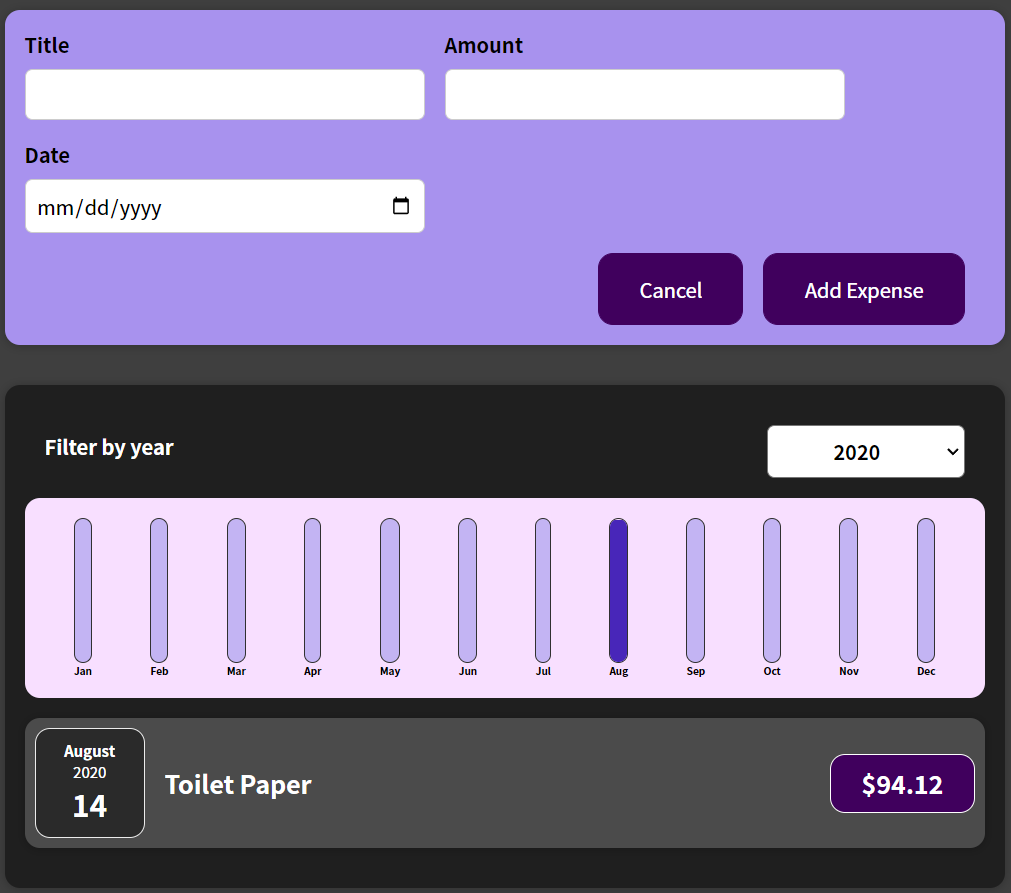 Title Amount
Date
mm/dd/yyyy
Cancel Add Expense
Filter by year 2020
Jan Feb Mar Apr May Jun Jul Aug Sep Oct Nov Dec
August
2020
14
Toilet Paper
$94.12